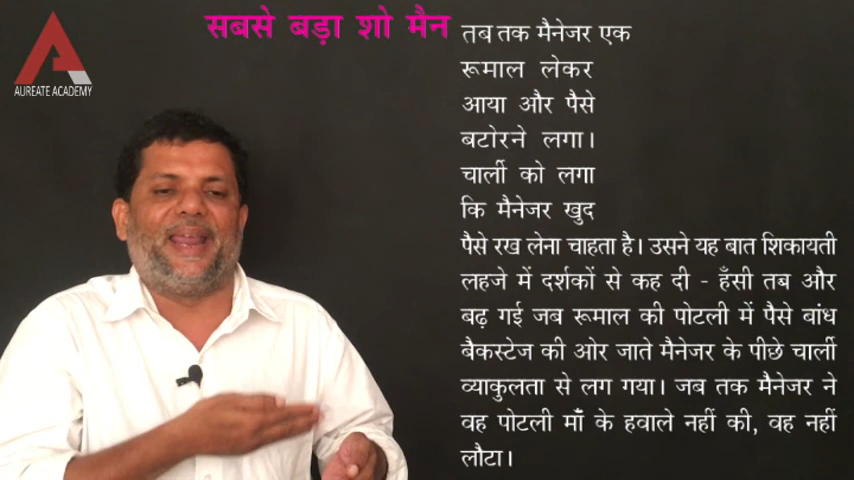 सबसे बड़ा शो मैन
AUREATE ACADEMY
तब तक मैनेजर एक
रूमाल लेकर
आया और पैसे
बटोरने लगा।
चार्ली को लगा
कि मैनेजर खुद
पैसे रख लेना चाहता है। उसने यह बात शिकायती
लहजे में दर्शकों से कह दी - हँसी तब और
बढ़ गई जब रूमाल की पोटली में पैसे बांध
बैकस्टेज की ओर जाते मैनेजर के पीछे चार्ली
व्याकुलता से लग गया। जब तक मैनेजर ने
वह पोटली माँ के हवाले नहीं की, वह नहीं
लौटा।